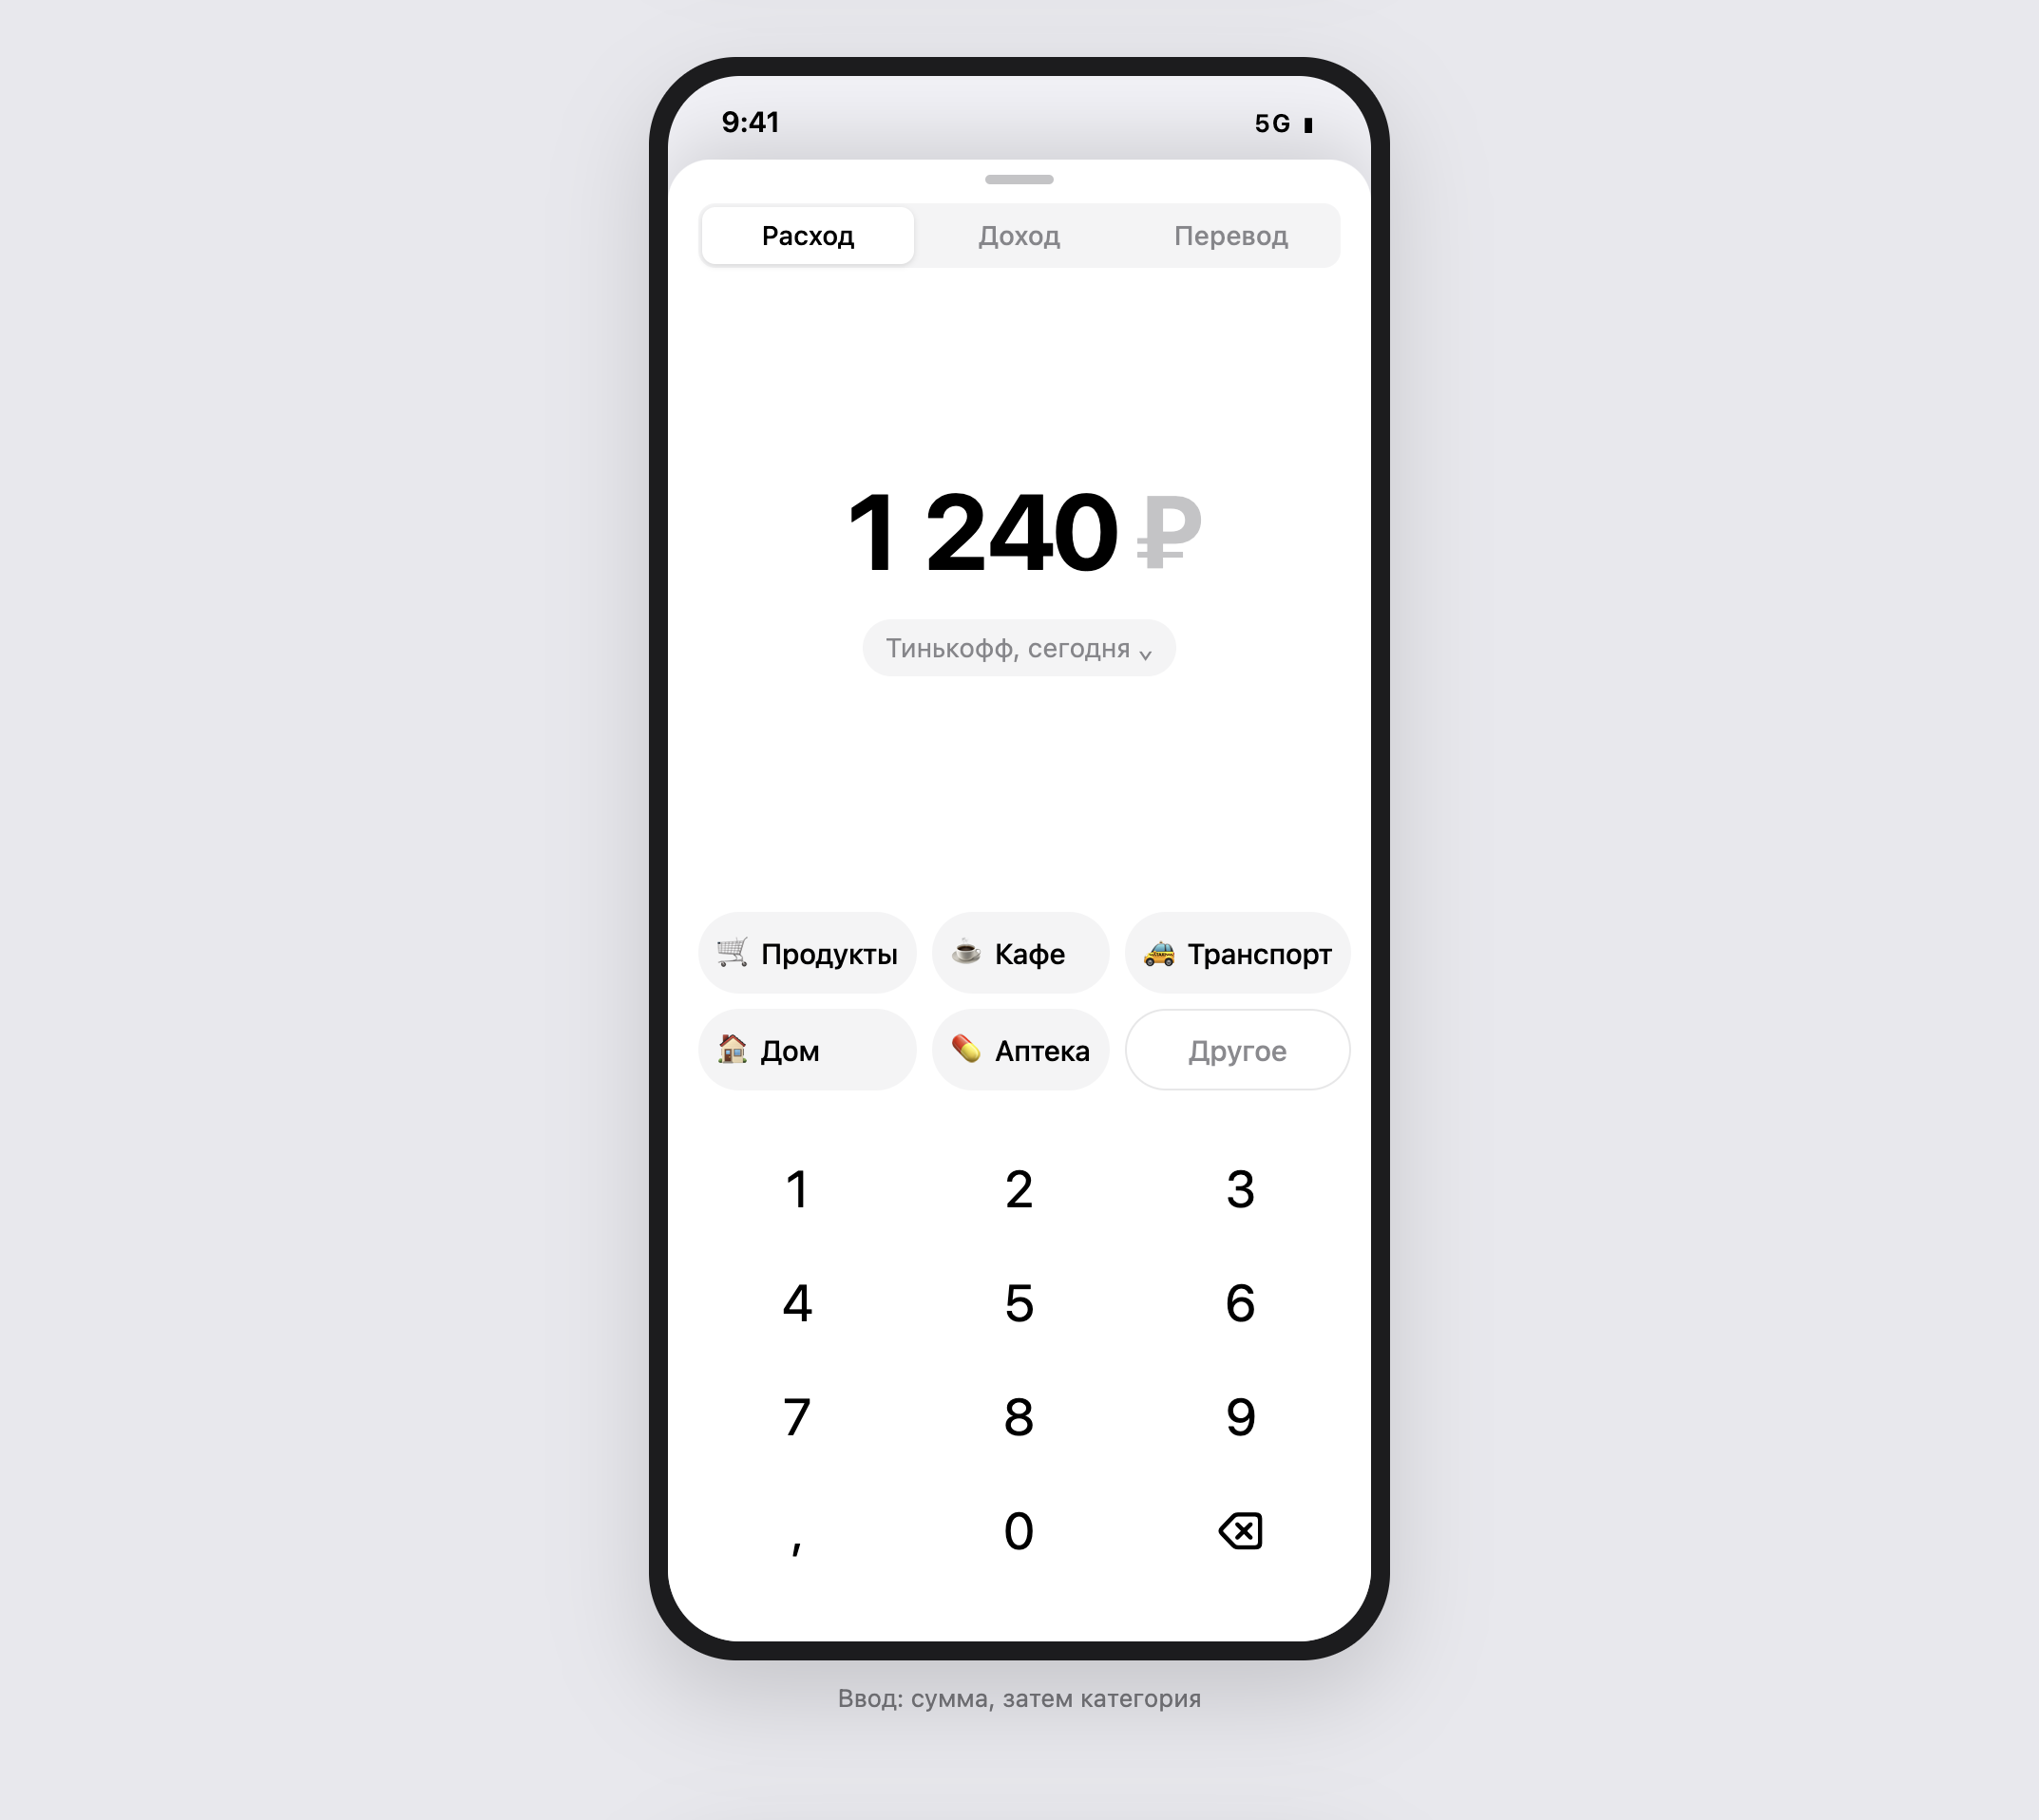 9:41 5G
Расход Доход Перевод
1 240 ₽
Тинькофф, сегодня
Продукты Кафе Транспорт
Дом Аптека Другое
1 2 3
4 5 6
7 8 9
, 0
Ввод: сумма, затем категория